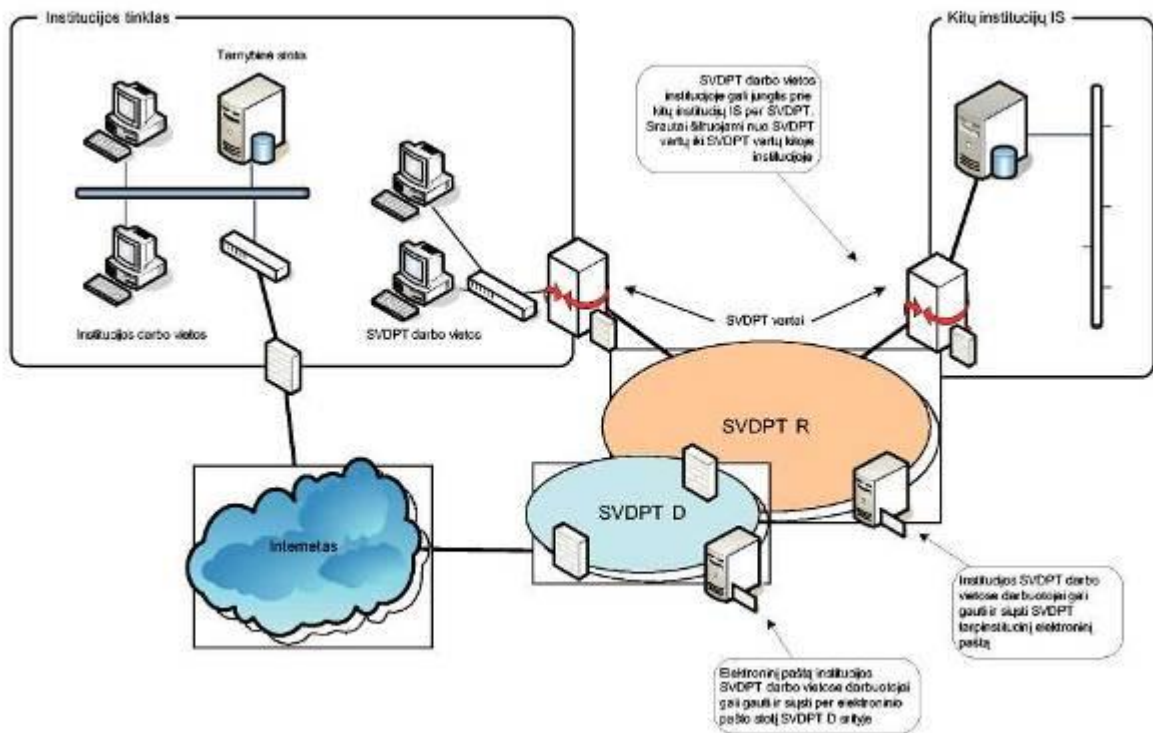 Institucijos tinklas
Kitų institucijų IS
Tarnybinė stotis
SVDPT darbo vietos
institucijoje gali jungtis prie
kitų institucijų IS per SVDPT.
Srautai šifruojami nuo SVDPT
vartų iki SVDPT vartų kitoje
institucijoje
Institucijos darbo vietos
SVDPT darbo vietos
SVDPT vartai
SVDPT R
SVDPT D
Internetas
Institucijos SVDPT darbo
vietose darbuotojai gali
gauti ir siųsti SVDPT
tarpinstitucinį elektroninį
paštą
Elektroninį paštą institucijos
SVDPT darbo vietose darbuotojai
gali gauti ir siųsti per elektroninio
pašto stotį SVDPT D srityje